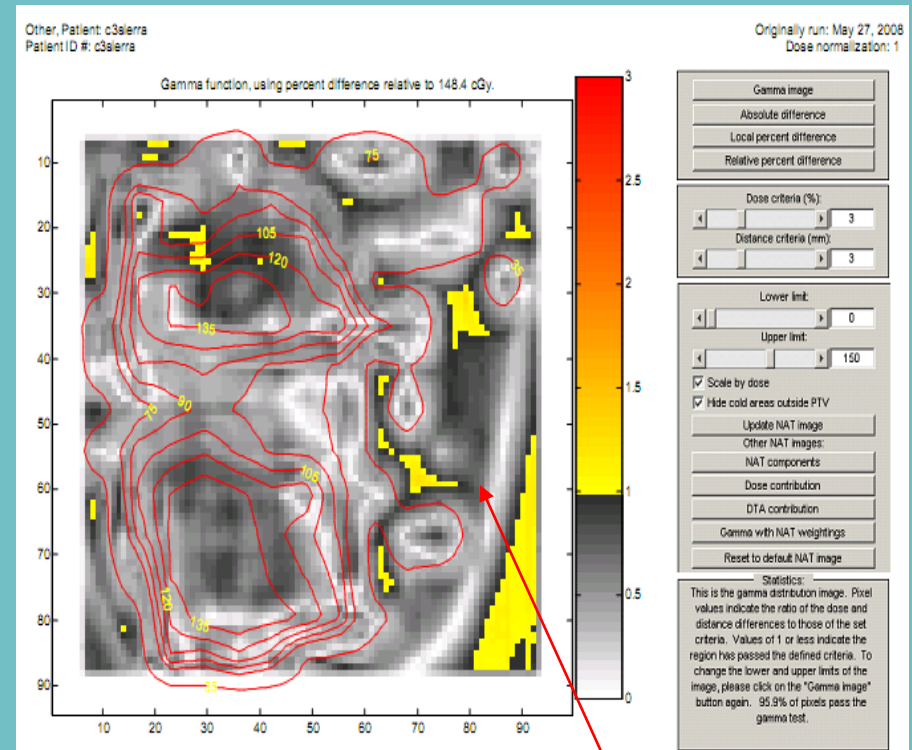 Other, Patient: c3sierra
Patient ID #: c3sierra
Originally run: May 27, 2008
Dose normalization: 1
Gamma function, using percent difference relative to 148.4 cGy.
10
20
30
40
50
60
70
80
90
10
20
30
40
50
60
70
80
90
75
105
120
135
35
75
90
105
120
135
35
3
2.5
2
1.5
1
0.5
0
Gamma image
Absolute difference
Local percent difference
Relative percent difference
Dose criteria (%):
3
Distance criteria (mm):
3
Lower limit:
0
Upper limit:
150
Scale by dose
Hide cold areas outside PTV
Update NAT image
Other NAT images:
NAT components
Dose contribution
DTA contribution
Gamma with NAT weightings
Reset to default NAT image
Statistics:
This is the gamma distribution image. Pixel
values indicate the ratio of the dose and
distance differences to those of the set
criteria. Values of 1 or less indicate the
region has passed the defined criteria. To
change the lower and upper limits of the
image, please click on the "Gamma image"
button again. 95.9% of pixels pass the
gamma test.